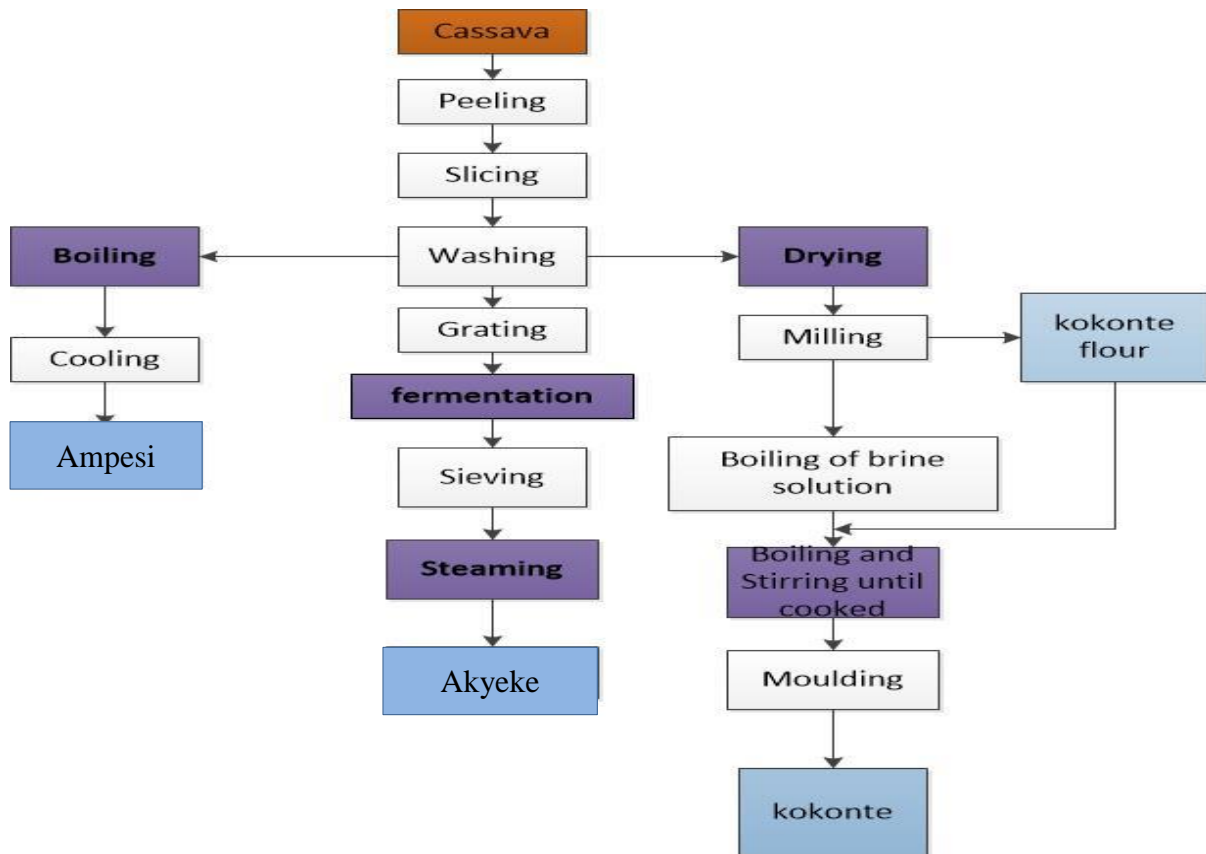 Cassava
Peeling
Slicing
Boiling
Washing
Drying
Cooling
Grating
Milling
kokonte
flour
fermentation
Ampesi
Sieving
Boiling of brine
solution
Steaming
Boiling and
Stirring until
cooked
Akyeke
Moulding
kokonte